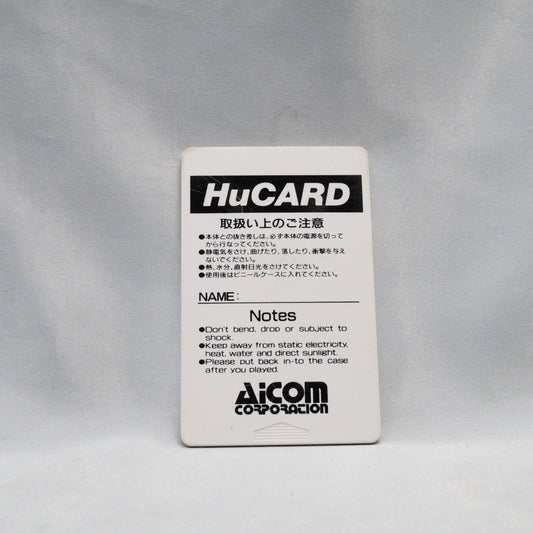 HuCARD
取扱い上のご注意
●本体との抜き差しは、必ず本体の電源を切って
から行なってください。
●静電気をさけ、曲げたり、落したり、衝撃を与え
ないでください。
●熱、水分、直射日光をさけてください。
●使用後はビニールケースに入れてください。
NAME:
Notes
●Don't bend, drop or subject to
shock.
●Keep away from static electricity,
heat, water and direct sunlight.
●Please put back in-to the case
after you played.
AiCOM
CORPORATION